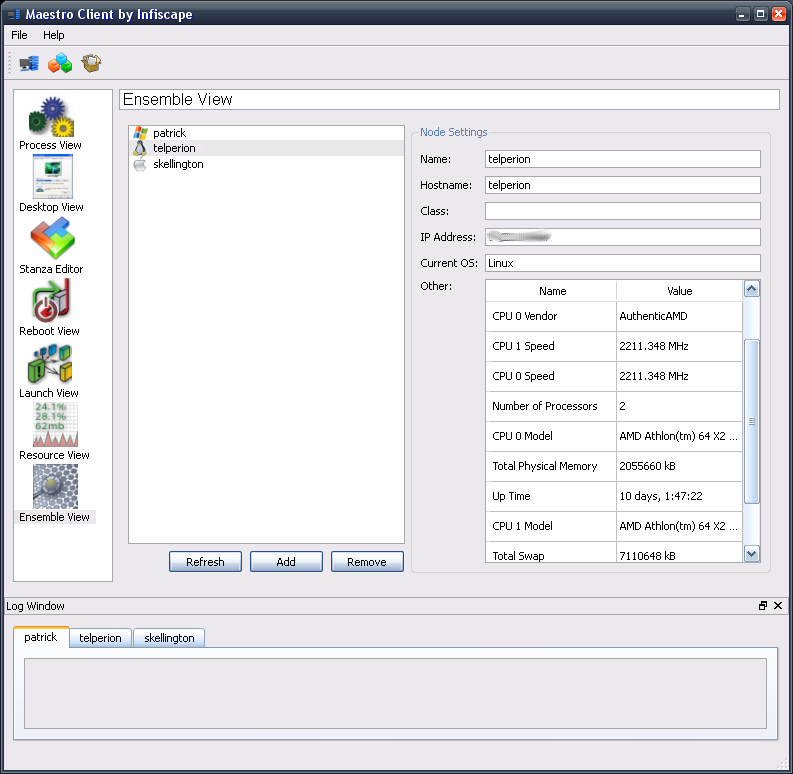 Maestro Client by Infiscape
File Help
Process View
Desktop View
Stanza Editor
Reboot View
Launch View
24.1%
28.1%
62mb
Resource View
Ensemble View
Ensemble View
patrick
telperion
skellington
Refresh Add Remove
Node Settings
Name: telperion
Hostname: telperion
Class:
IP Address:
Current OS: Linux
Other:
Name Value
CPU 0 Vendor AuthenticAMD
CPU 1 Speed 2211.348 MHz
CPU 0 Speed 2211.348 MHz
Number of Processors 2
CPU 0 Model AMD Athlon(tm) 64 X2 ...
Total Physical Memory 2055660 kB
Up Time 10 days, 1:47:22
CPU 1 Model AMD Athlon(tm) 64 X2 ...
Total Swap 7110648 kB
Log Window
patrick telperion skellington